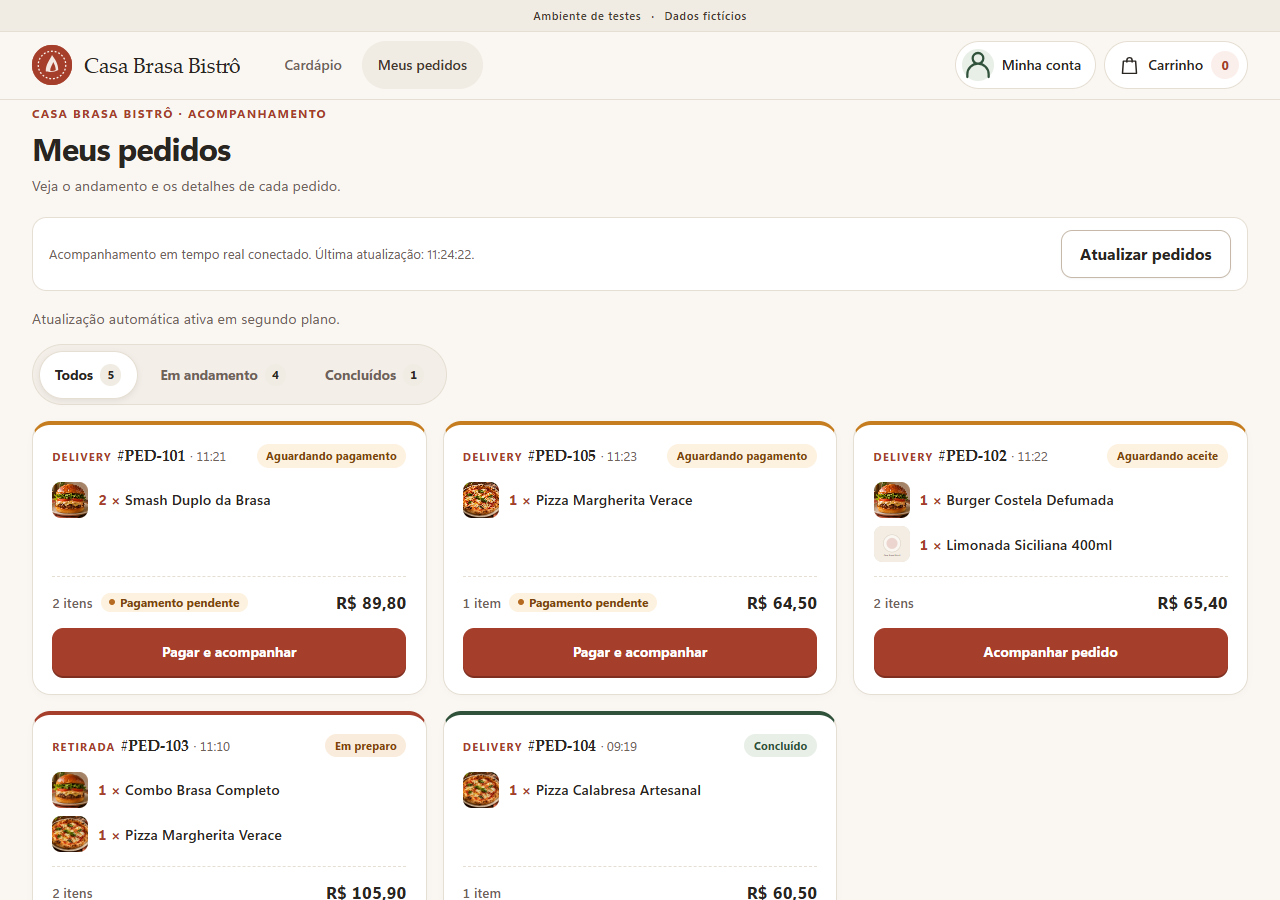 Ambiente de testes · Dados fictícios
Casa Brasa Bistrô
Cardápio
Meus pedidos
Minha conta
Carrinho 0
CASA BRASA BISTRÔ · ACOMPANHAMENTO
Meus pedidos
Veja o andamento e os detalhes de cada pedido.
Acompanhamento em tempo real conectado. Última atualização: 11:24:22.
Atualizar pedidos
Atualização automática ativa em segundo plano.
Todos 5
Em andamento 4
Concluídos 1
DELIVERY #PED-101 · 11:21
Aguardando pagamento
2 × Smash Duplo da Brasa
2 itens
Pagamento pendente
R$ 89,80
Pagar e acompanhar
DELIVERY #PED-105 · 11:23
Aguardando pagamento
1 × Pizza Margherita Verace
1 item
Pagamento pendente
R$ 64,50
Pagar e acompanhar
DELIVERY #PED-102 · 11:22
Aguardando aceite
1 × Burger Costela Defumada
1 × Limonada Siciliana 400ml
2 itens
R$ 65,40
Acompanhar pedido
RETIRADA #PED-103 · 11:10
Em preparo
1 × Combo Brasa Completo
1 × Pizza Margherita Verace
2 itens
R$ 105,90
DELIVERY #PED-104 · 09:19
Concluído
1 × Pizza Calabresa Artesanal
1 item
R$ 60,50